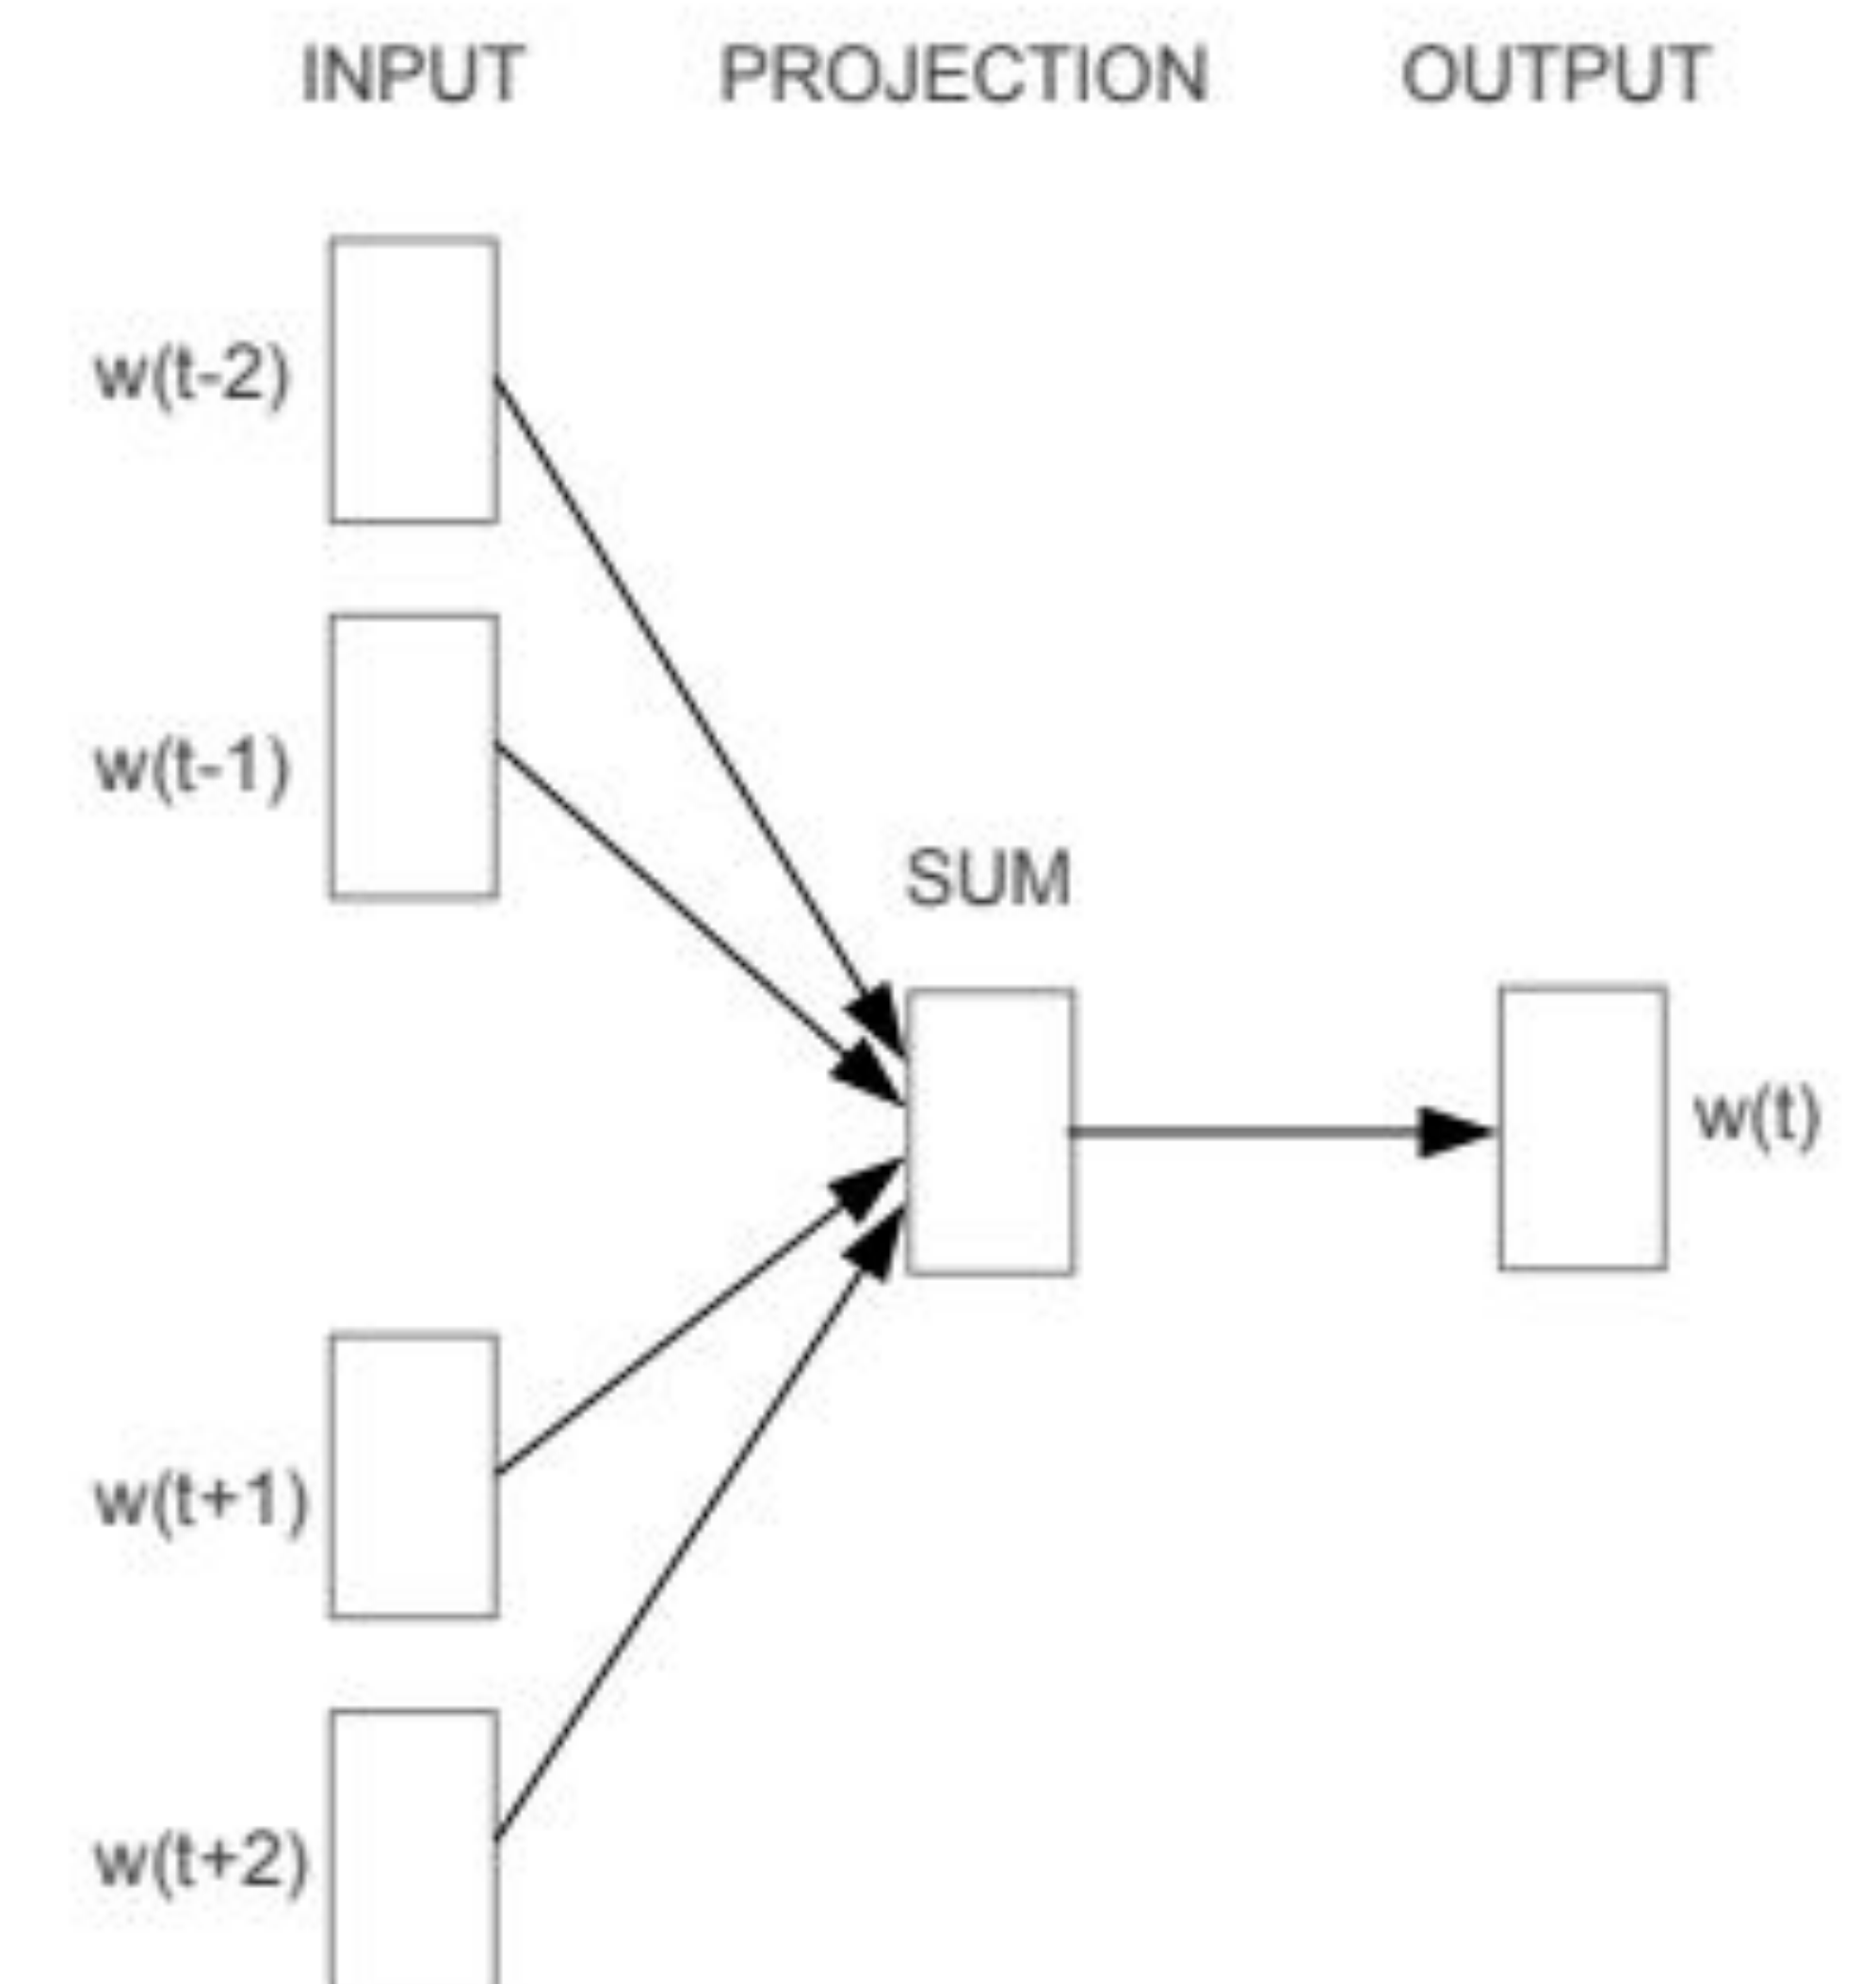 INPUT PROJECTION OUTPUT
w(t-2)
w(t-1)
SUM
w(t)
w(t+1)
w(t+2)